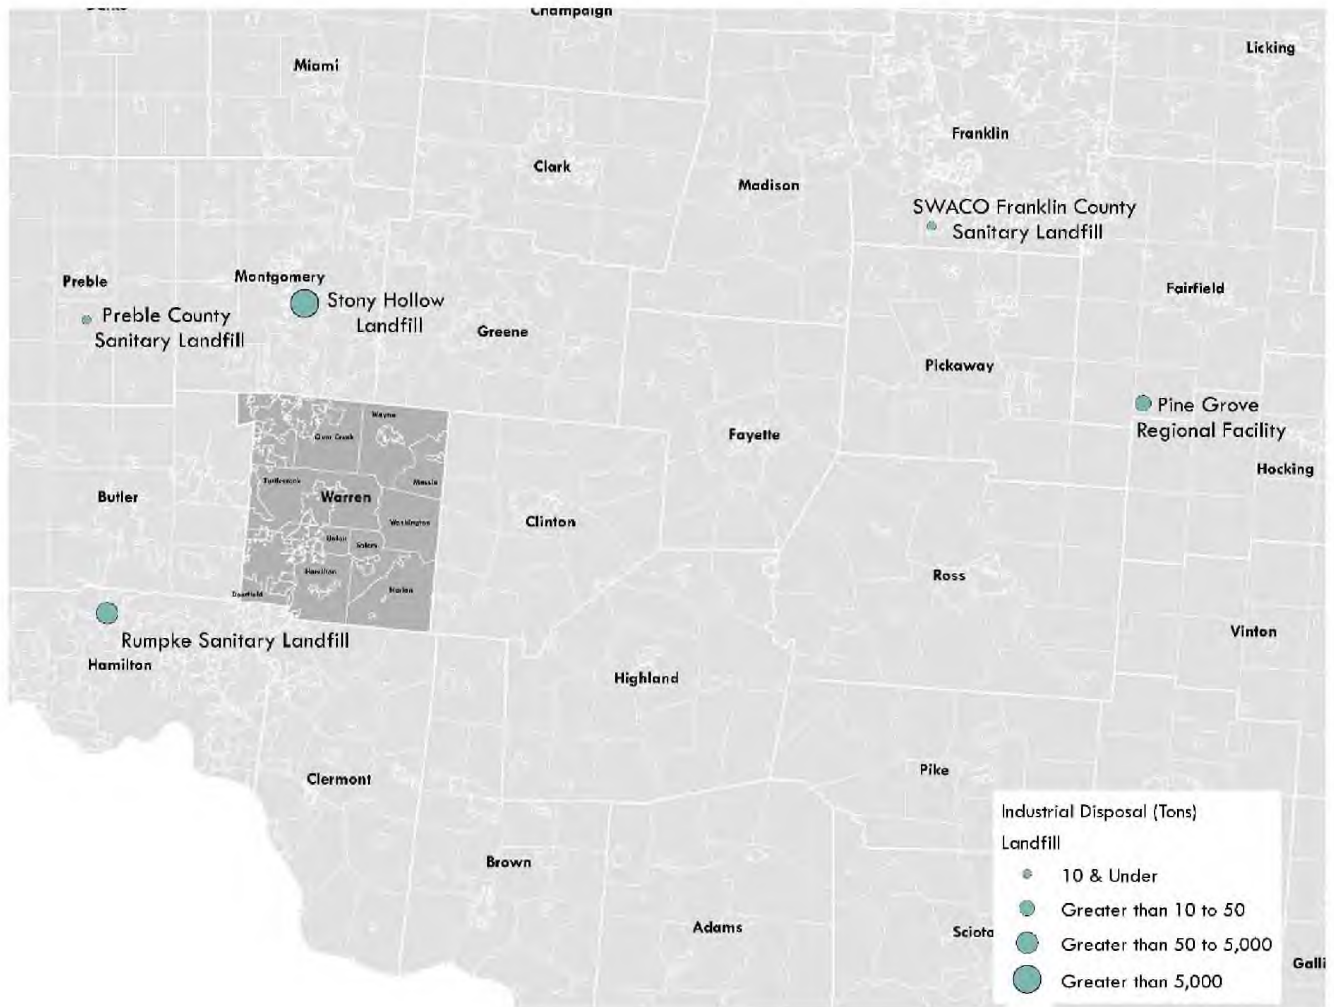 Champaign
Licking
Miami
Franklin
Clark
Madison
SWACO Franklin County
Sanitary Landfill
Preble
Montgomery
Fairfield
Stony Hollow
Landfill
Preble County
Sanitary Landfill
Greene
Pickaway
Pine Grove
Regional Facility
Wayne
Clear Creek
Fayette
Hocking
Turtlecreek
Massie
Butler
Warren
Washington
Clinton
Union
Salem
Hamilton
Harlan
Deerfield
Ross
Rumpke Sanitary Landfill
Hamilton
Vinton
Highland
Clermont
Pike
Brown
Adams
Scioto
Galli
Industrial Disposal (Tons)
Landfill
10 & Under
Greater than 10 to 50
Greater than 50 to 5,000
Greater than 5,000